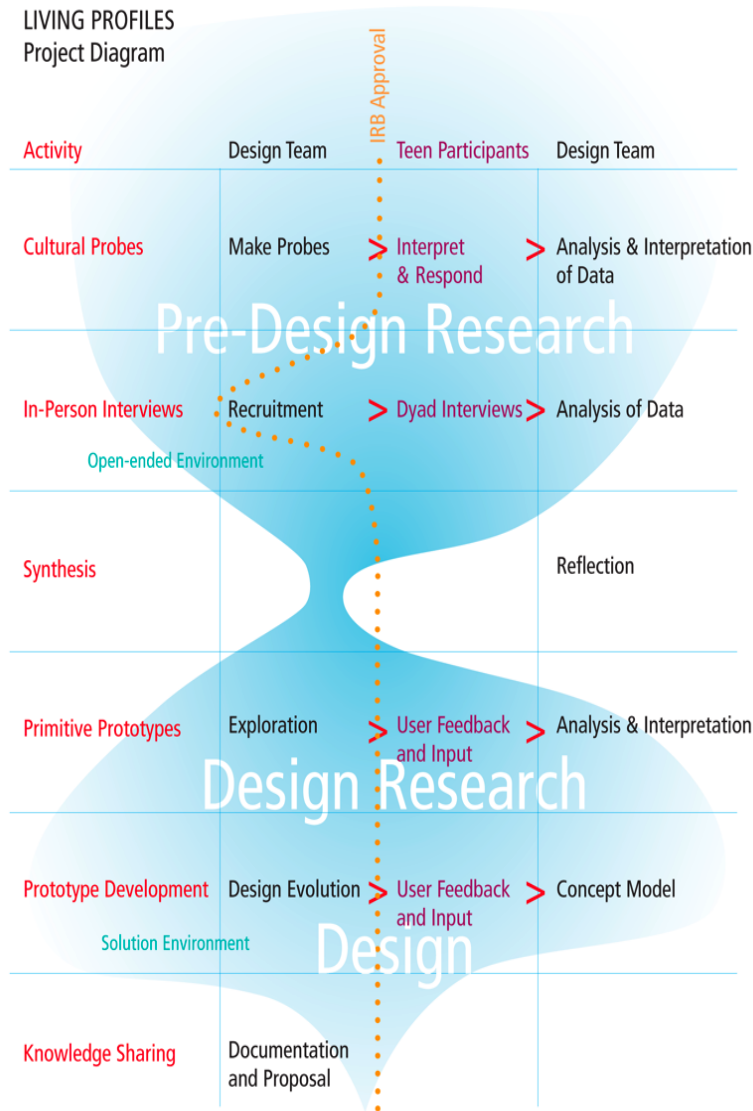 LIVING PROFILES
Project Diagram
IRB Approval
Activity
Design Team
Teen Participants
Design Team
Cultural Probes
Make Probes
>
Interpret
& Respond
>
Analysis & Interpretation
of Data
Pre-Design Research
In-Person Interviews
Recruitment
>
Dyad Interviews
>
Analysis of Data
Open-ended Environment
Synthesis
Reflection
Primitive Prototypes
Exploration
>
User Feedback
and Input
>
Analysis & Interpretation
Design Research
Prototype Development
Design Evolution
>
User Feedback
and Input
>
Concept Model
Solution Environment
Design
Knowledge Sharing
Documentation
and Proposal